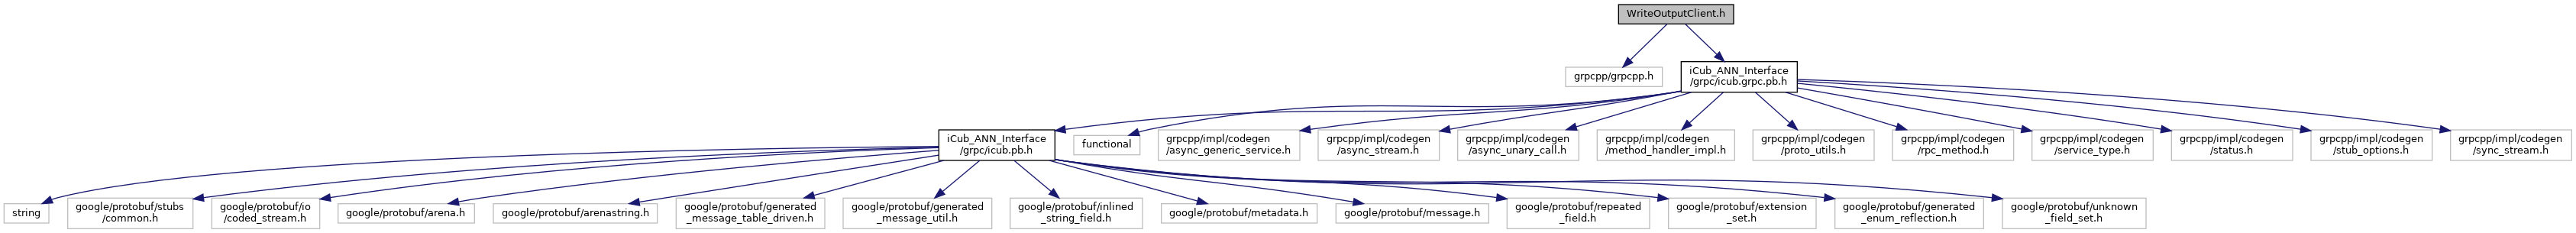 WriteOutputClient.h
grpcpp/grpcpp.h
iCub_ANN_Interface
/grpc/icub.grpc.pb.h
iCub_ANN_Interface
/grpc/icub.pb.h
functional
grpcpp/impl/codegen
/async_generic_service.h
grpcpp/impl/codegen
/async_stream.h
grpcpp/impl/codegen
/async_unary_call.h
grpcpp/impl/codegen
/method_handler_impl.h
grpcpp/impl/codegen
/proto_utils.h
grpcpp/impl/codegen
/rpc_method.h
grpcpp/impl/codegen
/service_type.h
grpcpp/impl/codegen
/status.h
grpcpp/impl/codegen
/stub_options.h
grpcpp/impl/codegen
/sync_stream.h
string
google/protobuf/stubs
/common.h
google/protobuf/io
/coded_stream.h
google/protobuf/arena.h
google/protobuf/arenastring.h
google/protobuf/generated
_message_table_driven.h
google/protobuf/generated
_message_util.h
google/protobuf/inlined
_string_field.h
google/protobuf/metadata.h
google/protobuf/message.h
google/protobuf/repeated
_field.h
google/protobuf/extension
_set.h
google/protobuf/generated
_enum_reflection.h
google/protobuf/unknown
_field_set.h